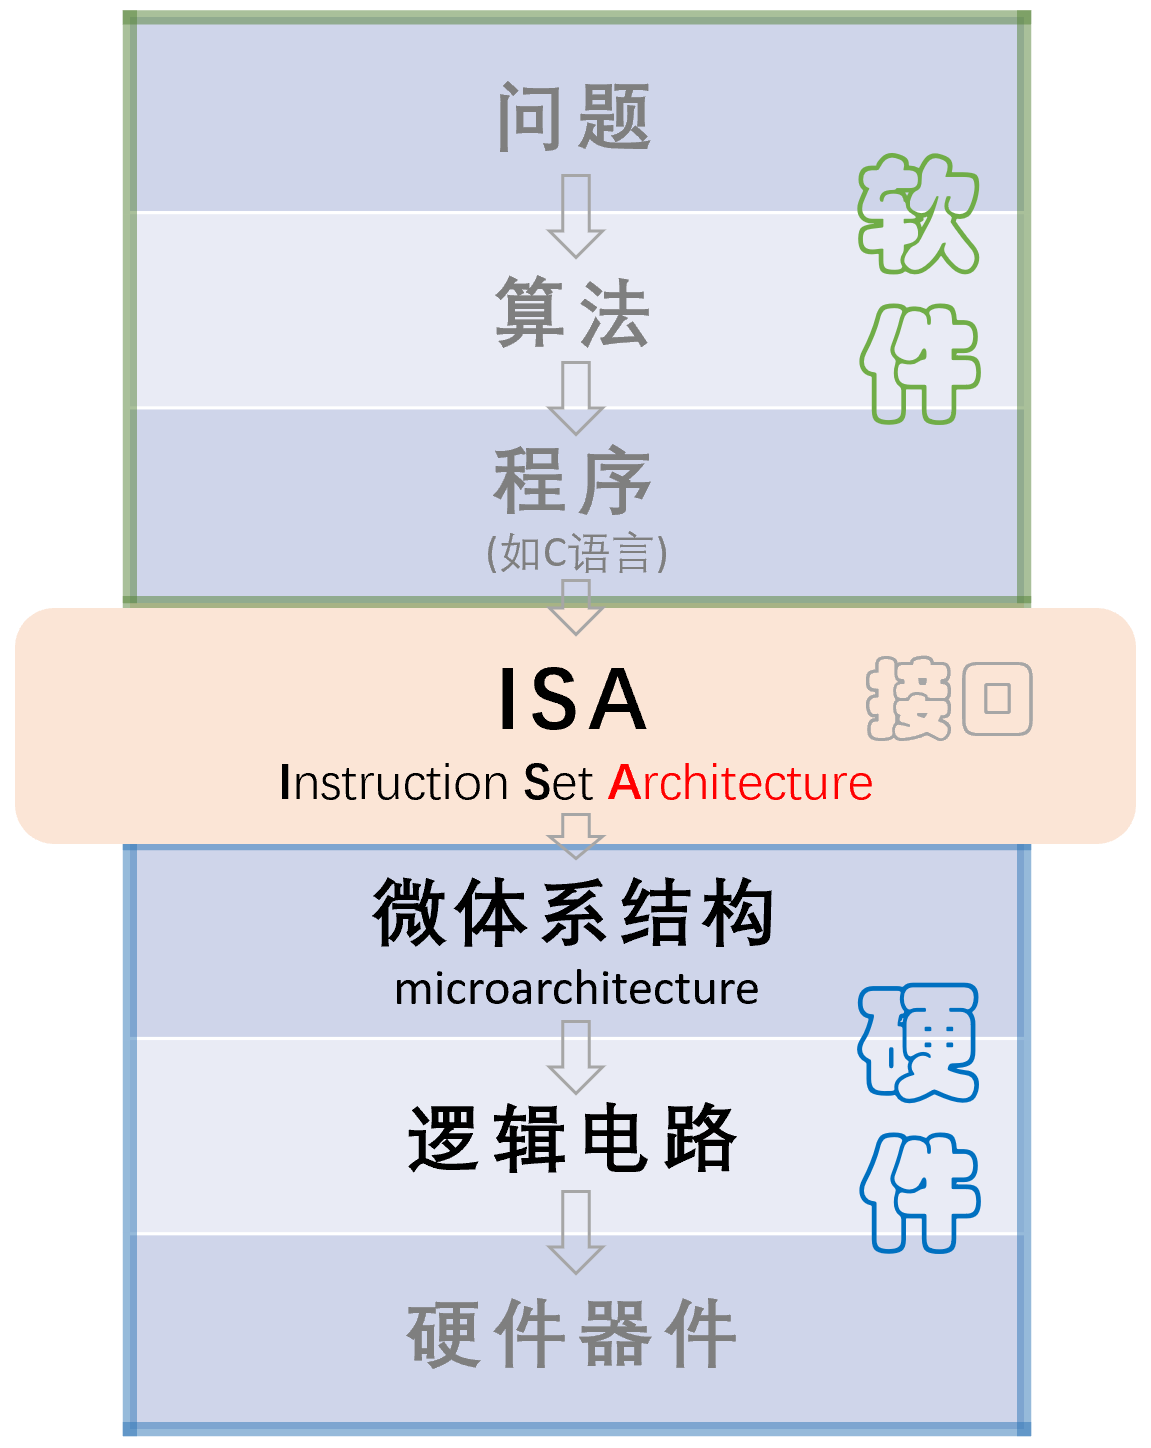 问题
软件
算法
程序
(如C语言)
ISA
接口
Instruction Set Architecture
微体系结构
microarchitecture
硬件
逻辑电路
硬件器件